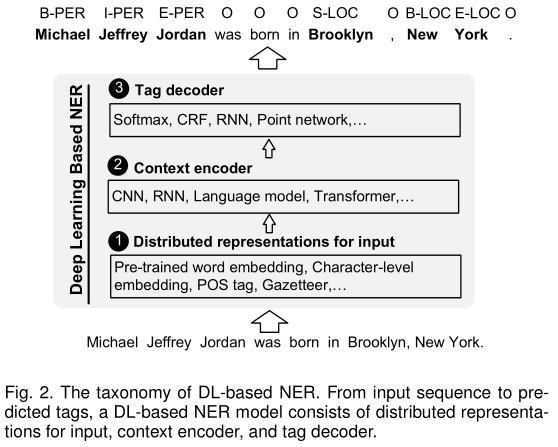 B-PER I-PER E-PER O O O S-LOC O B-LOC E-LOC O
Michael Jeffrey Jordan was born in Brooklyn , New York .
Deep Learning Based NER
3 Tag decoder
Softmax, CRF, RNN, Point network,...
2 Context encoder
CNN, RNN, Language model, Transformer,...
1 Distributed representations for input
Pre-trained word embedding, Character-level
embedding, POS tag, Gazetteer,...
Michael Jeffrey Jordan was born in Brooklyn, New York.
Fig. 2. The taxonomy of DL-based NER. From input sequence to pre-
dicted tags, a DL-based NER model consists of distributed representa-
tions for input, context encoder, and tag decoder.